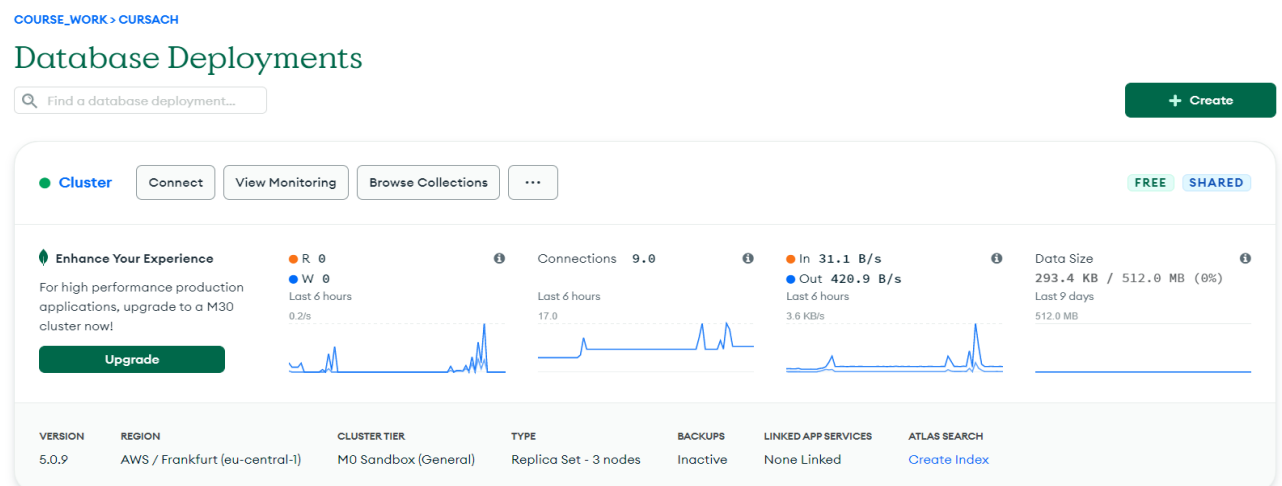 COURSE_WORK > CURSACH
Database Deployments
Find a database deployment...
+ Create
Cluster
Connect
View Monitoring
Browse Collections
...
FREE
SHARED
Enhance Your Experience
For high performance production
applications, upgrade to a M30
cluster now!
Upgrade
R 0
W 0
Last 6 hours
0.2/s
Connections 9.0
Last 6 hours
17.0
In 31.1 B/s
Out 420.9 B/s
Last 6 hours
3.6 KB/s
Data Size
293.4 KB / 512.0 MB (0%)
Last 9 days
512.0 MB
VERSION
5.0.9
REGION
AWS / Frankfurt (eu-central-1)
CLUSTER TIER
M0 Sandbox (General)
TYPE
Replica Set - 3 nodes
BACKUPS
Inactive
LINKED APP SERVICES
None Linked
ATLAS SEARCH
Create Index